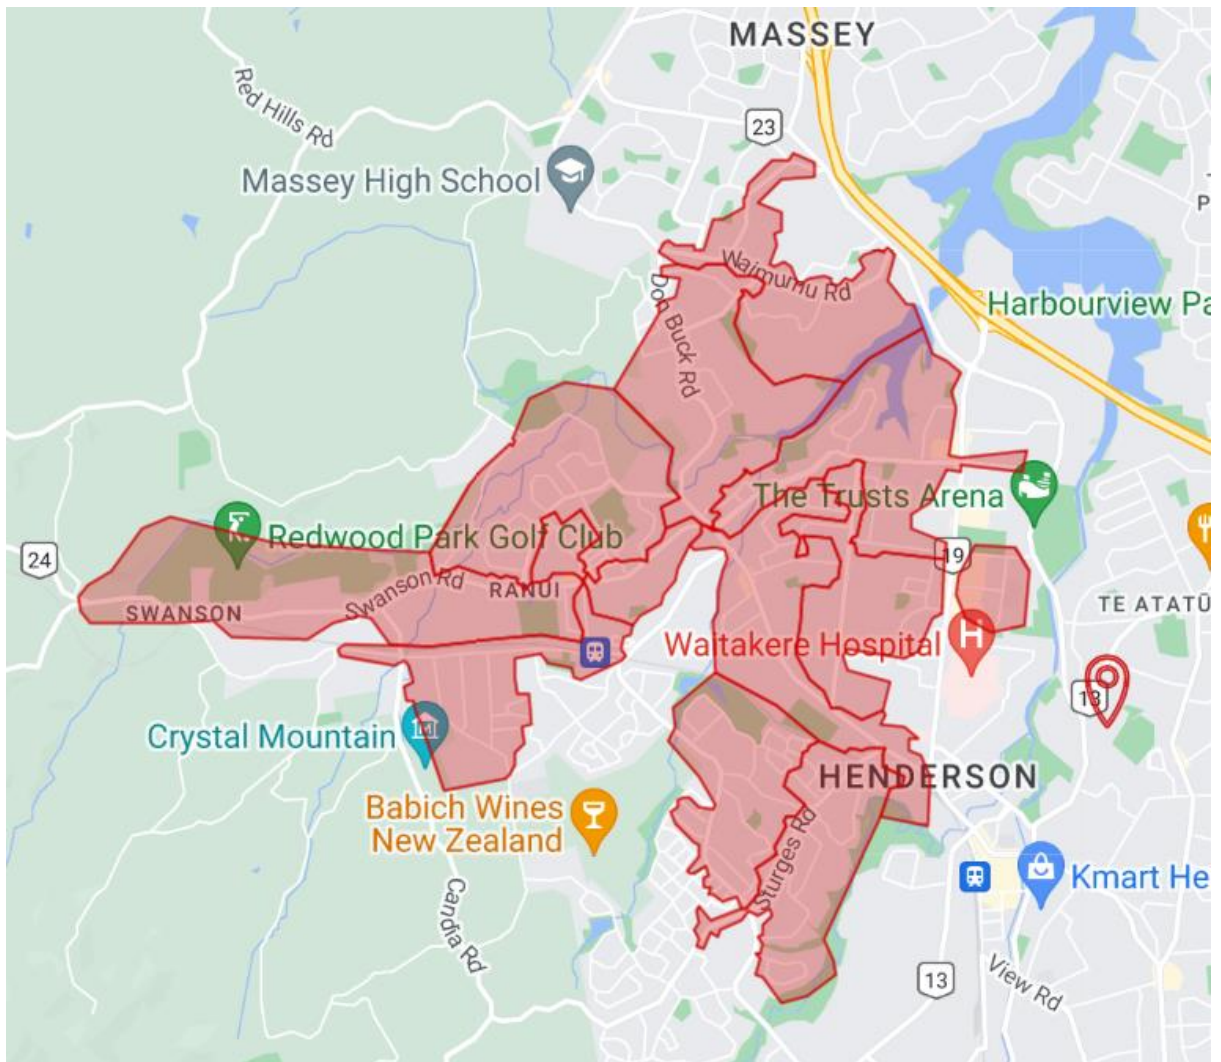 MASSEY
Red Hills Rd
23
Massey High School
Waimumu Rd
Don Buck Rd
Harbourview Pa
P
The Trusts Arena
Redwood Park Golf Club
24
19
Swanson Rd
RANUI
SWANSON
TE ATATŪ
Waitakere Hospital
H
13
Crystal Mountain
HENDERSON
Babich Wines
New Zealand
Sturges Rd
Kmart He
Candia Rd
13
View Rd